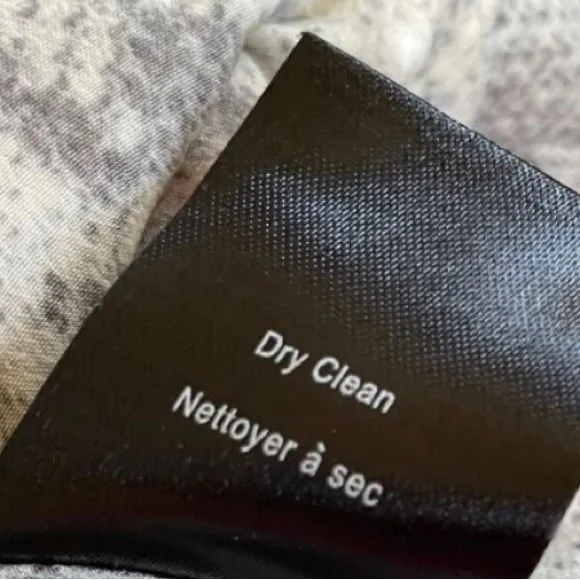 Dry Clean
Nettoyer à sec